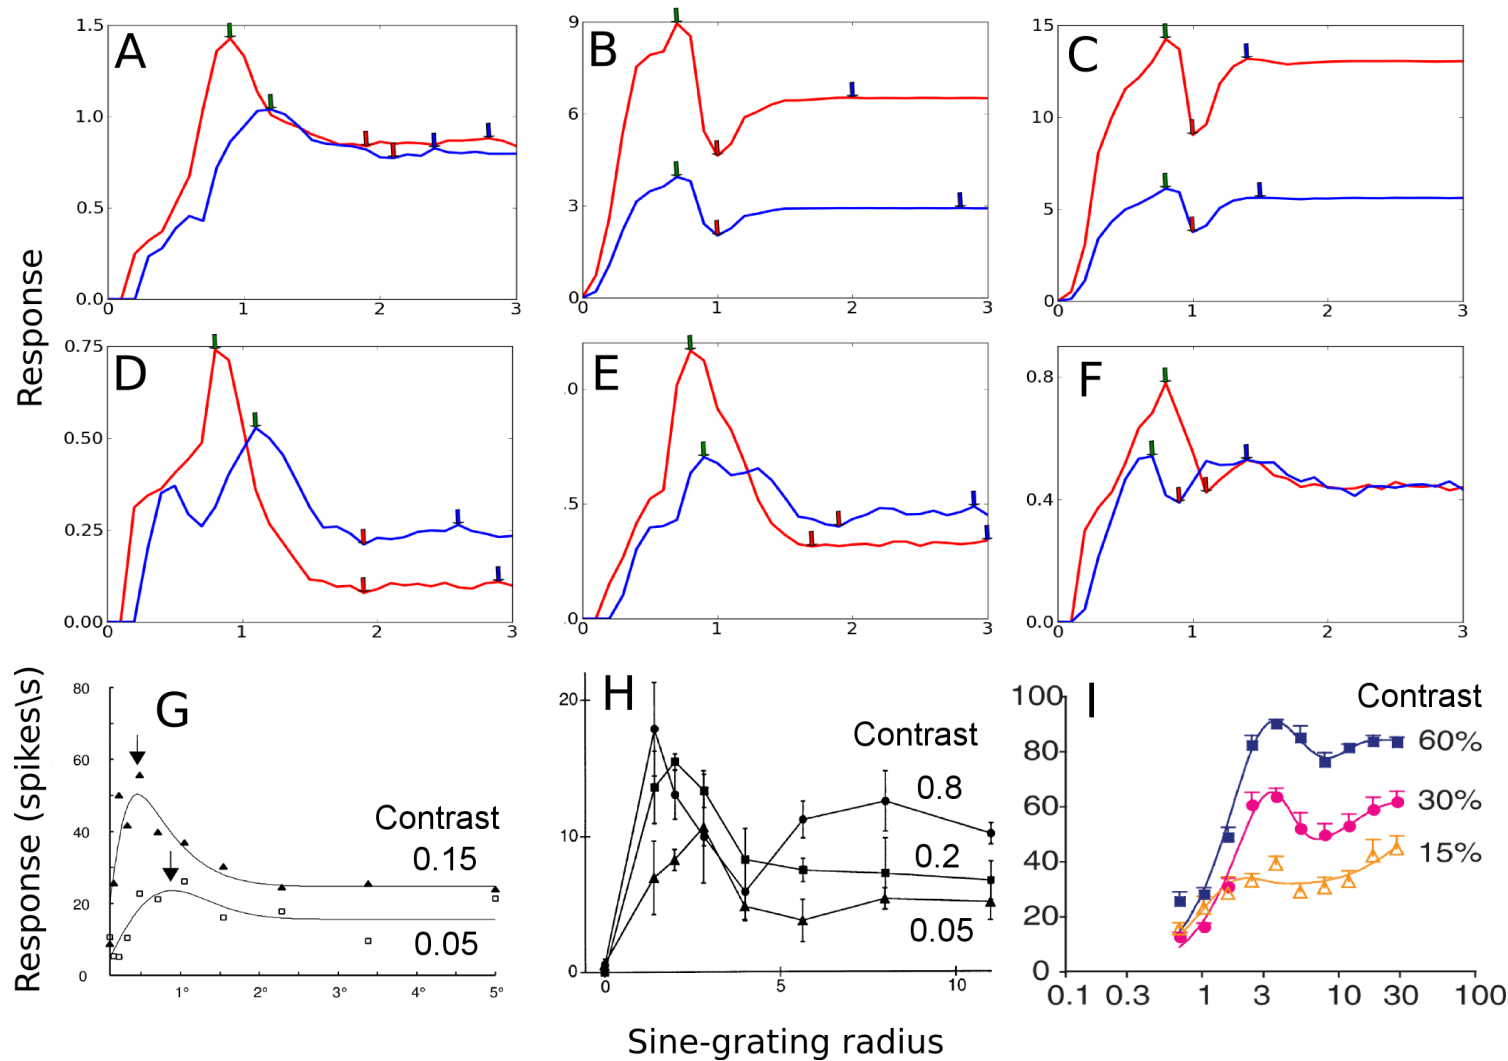 A
1.5
1.0
0.5
0.0
0 1 2 3
B
9
6
3
0
0 1 2 3
C
15
10
5
0
0 1 2 3
Response
D
0.75
0.50
0.25
0.00
0 1 2 3
E
.0
.5
.0
0 1 2 3
F
0.8
0.4
0.0
0 1 2 3
Response (spikes\s)
G
80
60
40
20
0
Contrast
0.15
0.05
1° 2° 3° 4° 5°
H
20
10
0
Contrast
0.8
0.2
0.05
0 5 10
I
100
80
60
40
20
0
Contrast
60%
30%
15%
0.1 0.3 1 3 10 30 100
Sine-grating radius